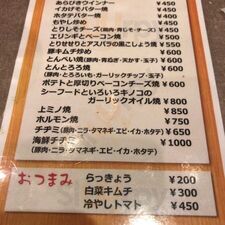 あらびきウインナー ¥450
イカげそバター焼 ¥450
ホタテバター焼 ¥450
もやし炒め ¥450
とりしそチーズ(鶏肉・青じそ・チーズ) ¥450
エリンギとベーコン焼 ¥500
とりせせりとアスパラの黒こしょう焼 ¥550
豚キムチ炒め ¥500
とんぺい焼(豚肉・青ねぎ・天かす・玉子) ¥550
とんとろろ焼 ¥550
(豚肉・とろろいも・ガーリックチップ・玉子)
ポテトと厚切りベーコンチーズ焼 ¥600
シーフードといろいろキノコの
ガーリックオイル焼 ¥800
上ミノ焼 ¥850
ホルモン焼 ¥750
チヂミ(豚肉・ニラ・タマネギ・エビ・イカ・ホタテ) ¥650
海鮮チヂミ ¥1000
(豚肉・ニラ・タマネギ・エビ・イカ・ホタテ)
おつまみ
らっきょう ¥200
白菜キムチ ¥300
冷やしトマト ¥450